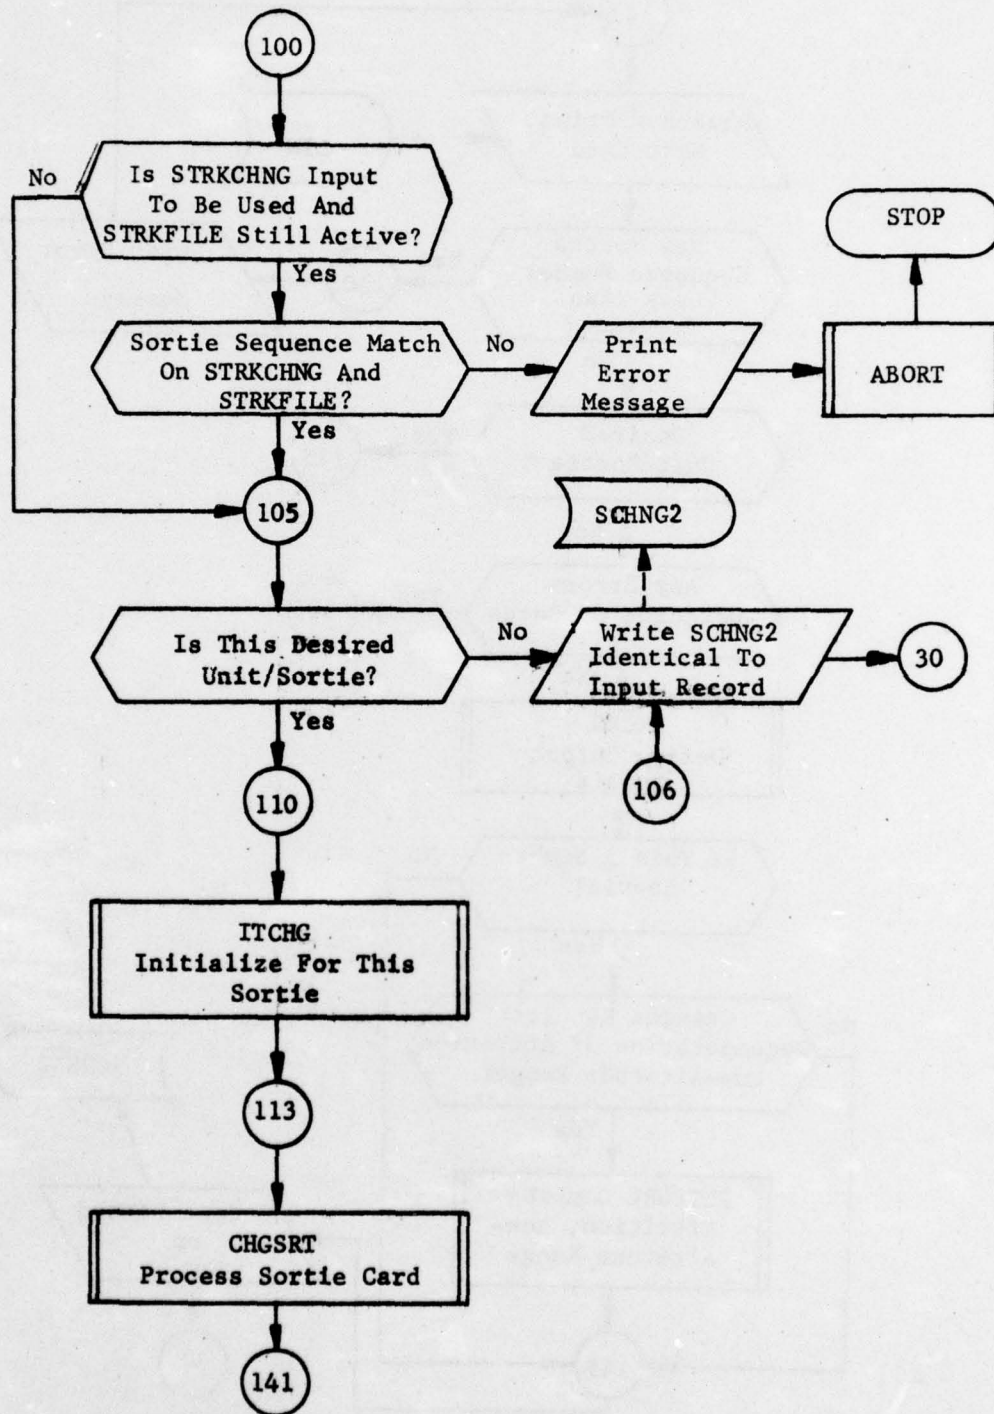 100
No
Is STRKCHNG Input
To Be Used And
STRKFILE Still Active?
Yes
STOP
Sortie Sequence Match
On STRKCHNG And
STRKFILE?
No
Print
Error
Message
ABORT
Yes
105
SCHNG2
Is This Desired
Unit/Sortie?
No
Write SCHNG2
Identical To
Input Record
30
Yes
106
110
ITCHG
Initialize For This
Sortie
113
CHGSRT
Process Sortie Card
141